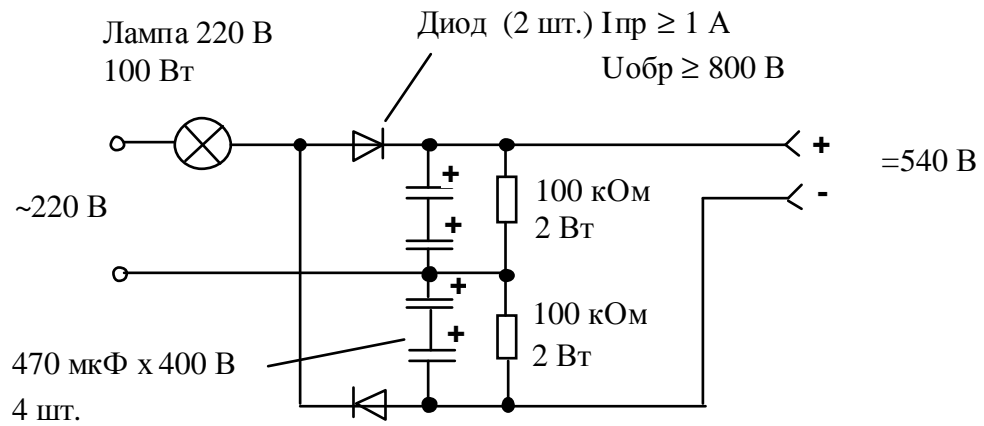 Лампа 220 В
100 Вт
Диод (2 шт.) Iпр ≥ 1 А
Uобр ≥ 800 В
+
=540 В
-
~220 В
+
100 кОм
2 Вт
+
+
100 кОм
2 Вт
+
470 мкФ х 400 В
4 шт.